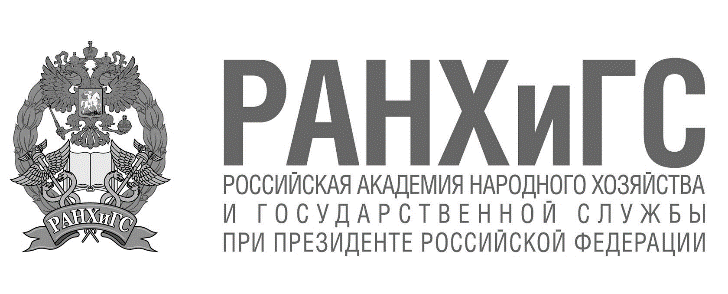 РАНХиГС
РАНХиГС
РОССИЙСКАЯ АКАДЕМИЯ НАРОДНОГО ХОЗЯЙСТВА
И ГОСУДАРСТВЕННОЙ СЛУЖБЫ
ПРИ ПРЕЗИДЕНТЕ РОССИЙСКОЙ ФЕДЕРАЦИИ